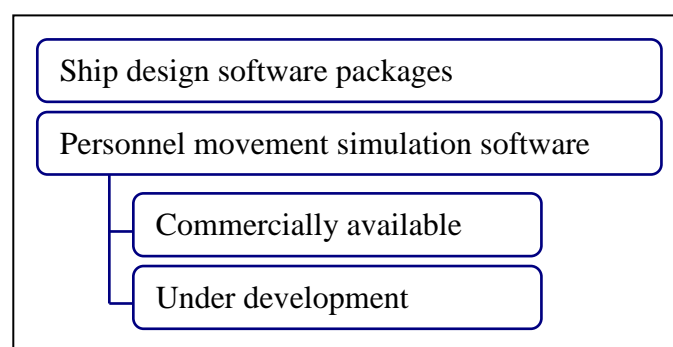 Ship design software packages
Personnel movement simulation software
Commercially available
Under development